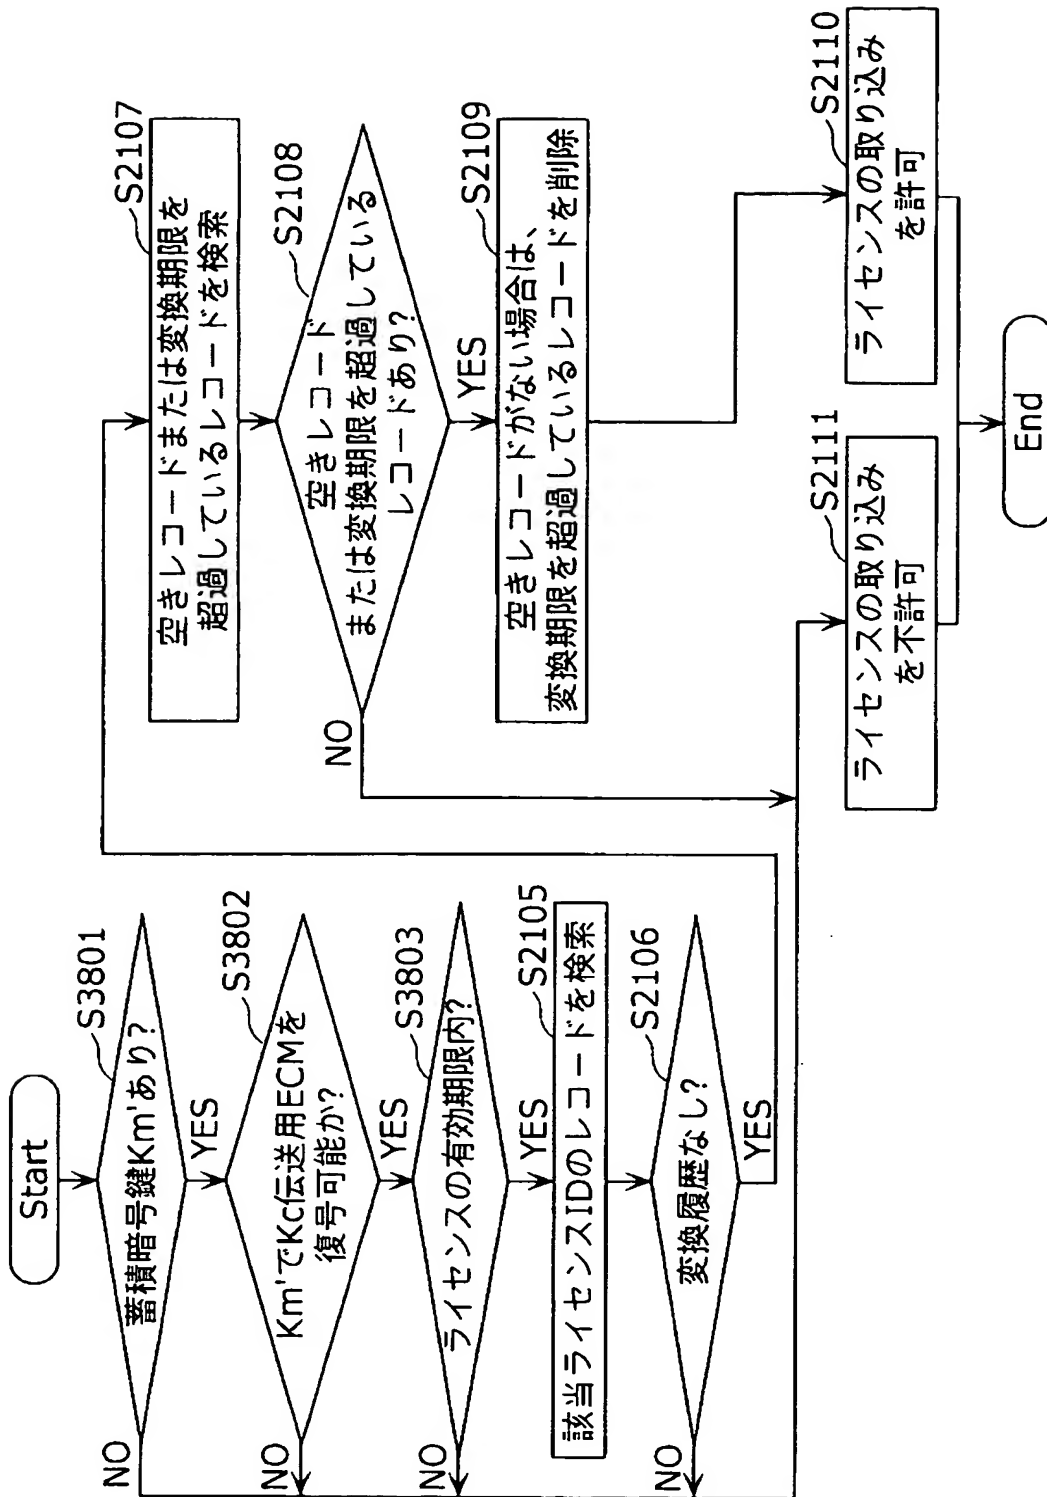 Start
S3801
蓄積暗号鍵Km'あり?
NO
YES
S3802
Km'でKc伝送用ECMを
復号可能か?
NO
YES
S3803
ライセンスの有効期限内?
NO
YES
S2105
該当ライセンスIDのレコードを検索
S2106
変換履歴なし?
NO
YES
S2107
空きレコードまたは変換期限を
超過しているレコードを検索
S2108
空きレコード
または変換期限を超過している
レコードあり?
NO
YES
S2109
空きレコードがない場合は、
変換期限を超過しているレコードを削除
S2111
ライセンスの取り込み
を不許可
S2110
ライセンスの取り込み
を許可
End